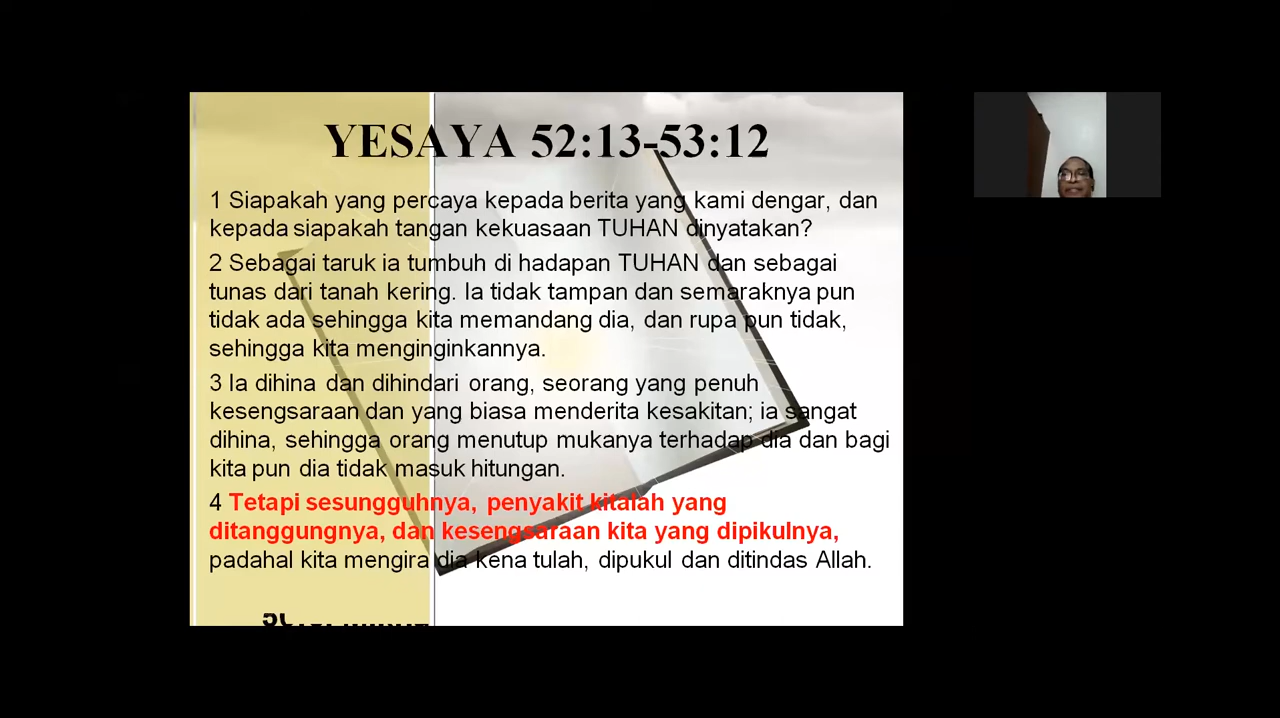 YESAYA 52:13-53:12
1 Siapakah yang percaya kepada berita yang kami dengar, dan
kepada siapakah tangan kekuasaan TUHAN dinyatakan?
2 Sebagai taruk ia tumbuh di hadapan TUHAN dan sebagai
tunas dari tanah kering. Ia tidak tampan dan semaraknya pun
tidak ada sehingga kita memandang dia, dan rupa pun tidak,
sehingga kita menginginkannya.
3 Ia dihina dan dihindari orang, seorang yang penuh
kesengsaraan dan yang biasa menderita kesakitan; ia sangat
dihina, sehingga orang menutup mukanya terhadap dia dan bagi
kita pun dia tidak masuk hitungan.
4 Tetapi sesungguhnya, penyakit kitalah yang
ditanggungnya, dan kesengsaraan kita yang dipikulnya,
padahal kita mengira dia kena tulah, dipukul dan ditindas Allah.